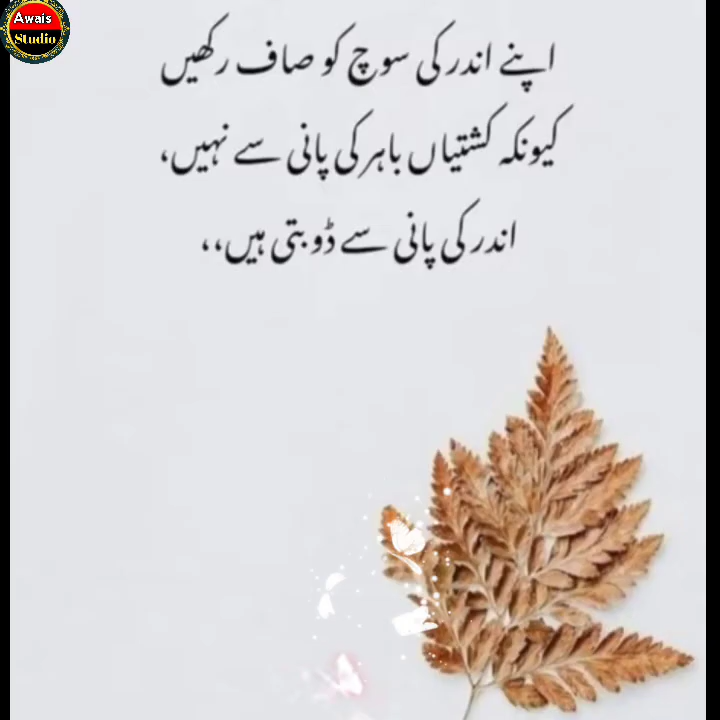 Awais
Studio
اپنے اندر کی سوچ کو صاف رکھیں
کیونکہ کشتیاں باہر کی پانی سے نہیں،
اندر کی پانی سے ڈوبتی ہیں،،